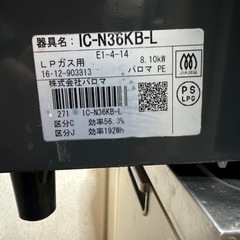 器具名: IC-N36KB-L
E1-4-14
LPガス用 8.10kW
16·12-903313 パロマ PE
株式会社パロマ
271 IC-N36KB-L
区分C 効率56.3%
区分J 効率192Wh
PS
LPG